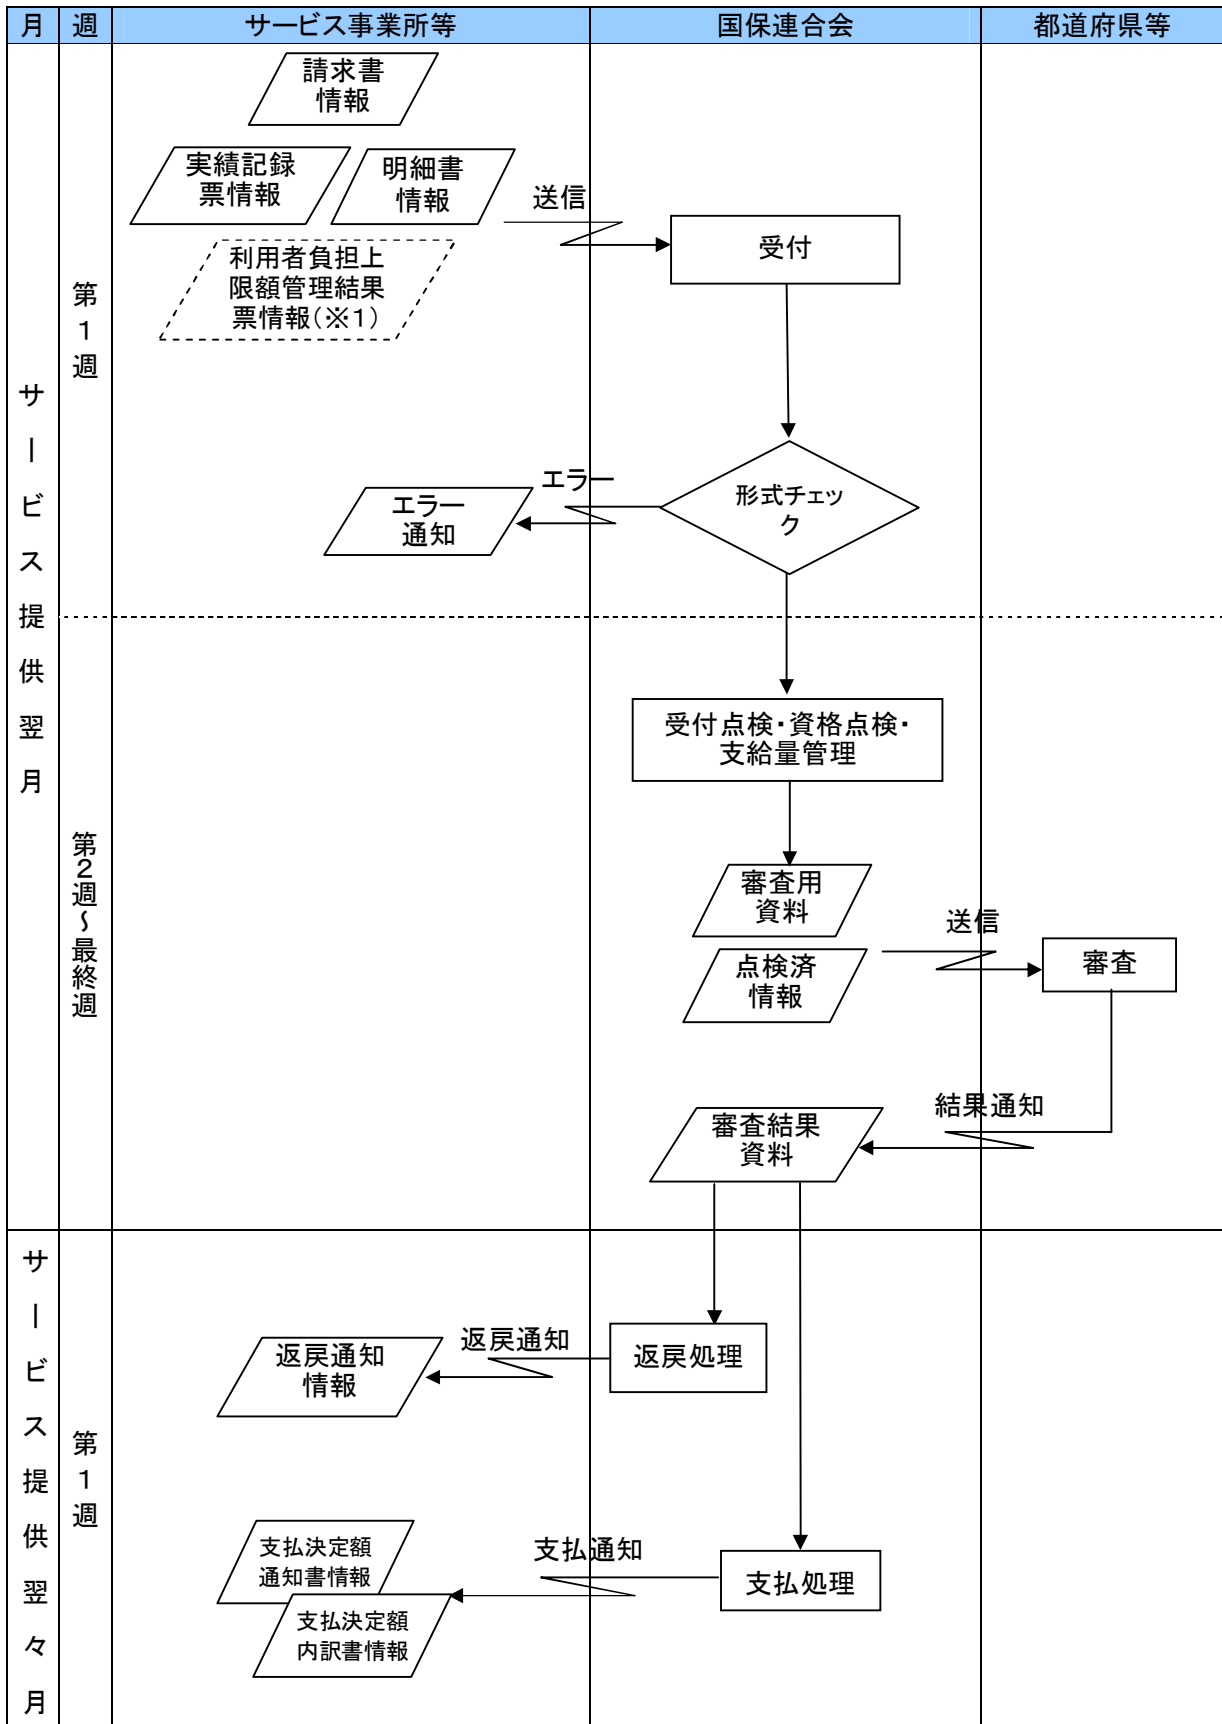 月 週 サービス事業所等 国保連合会 都道府県等
サービス提供翌月
第1週
請求書
情報
実績記録
票情報
明細書
情報
利用者負担上
限額管理結果
票情報(※1)
送信
受付
形式チェッ
ク
エラー
エラー
通知
第2週～最終週
受付点検・資格点検・
支給量管理
審査用
資料
点検済
情報
送信
審査
結果通知
審査結果
資料
サービス提供翌々月
第1週
返戻処理
返戻通知
返戻通知
情報
支払処理
支払通知
支払決定額
通知書情報
支払決定額
内訳書情報